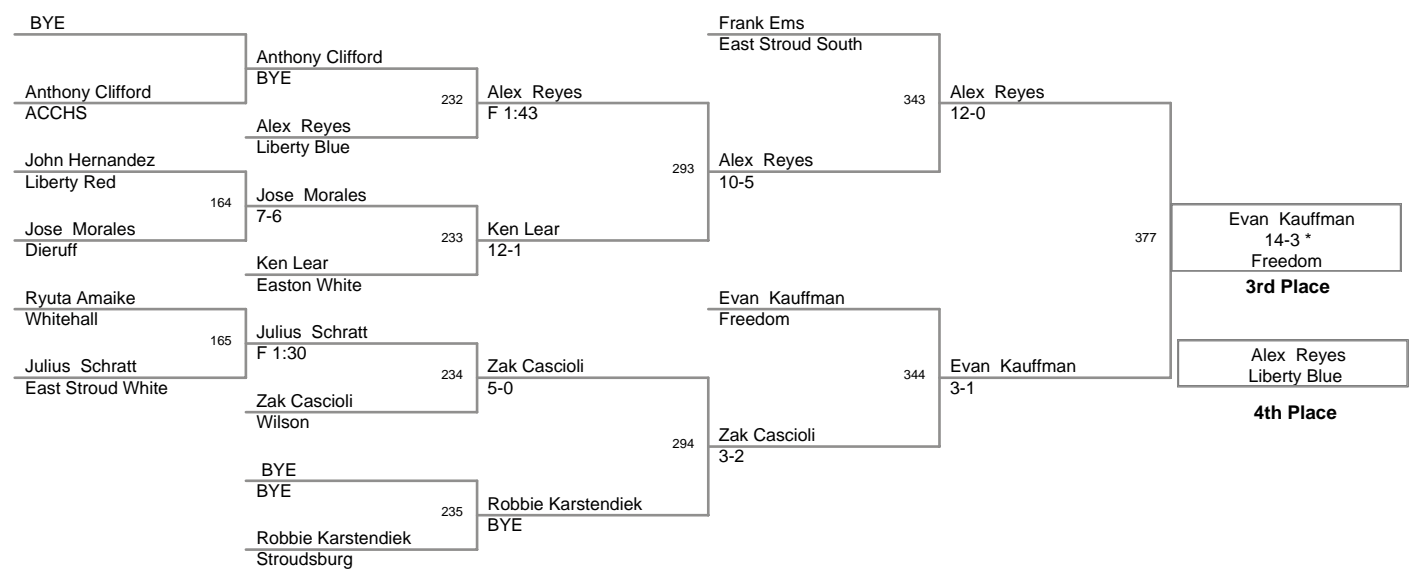 BYE
Anthony Clifford
ACCHS
John Hernandez
Liberty Red
164
Jose Morales
Dieruff
Ryuta Amaike
Whitehall
165
Julius Schratt
East Stroud White
Anthony Clifford
BYE
232
Alex Reyes
Liberty Blue
Jose Morales
7-6
233
Ken Lear
Easton White
Julius Schratt
F 1:30
234
Zak Cascioli
Wilson
BYE
BYE
235
Robbie Karstendiek
Stroudsburg
Alex Reyes
F 1:43
293
Ken Lear
12-1
Zak Cascioli
5-0
294
Robbie Karstendiek
BYE
Frank Ems
East Stroud South
343
Alex Reyes
10-5
Evan Kauffman
Freedom
344
Zak Cascioli
3-2
Alex Reyes
12-0
377
Evan Kauffman
3-1
Evan Kauffman
14-3 *
Freedom
3rd Place
Alex Reyes
Liberty Blue
4th Place